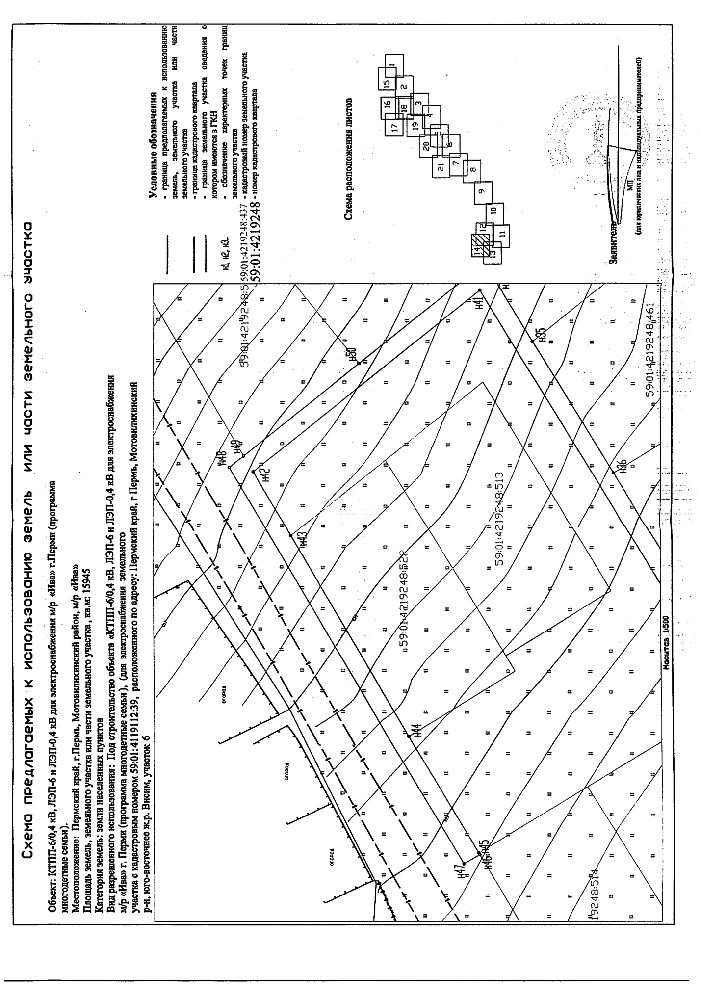 Схема предлагаемых к использованию земель или части земельного участка
Объект: КТПП-6/0,4 кВ, ЛЭП-6 и ЛЭП-0,4 кВ для электроснабжения м/р «Ива» г.Перми (программа
многодетные семьи).
Местоположение: Пермский край, г.Пермь, Мотовилихинский район, м/р «Ива»
Площадь земель, земельного участка или части земельного участка, кв.м: 15945
Категория земель: земли населенных пунктов
Вид разрешенного использования: Под строительство объекта «КТПП-6/0,4 кВ, ЛЭП-6 и ЛЭП-0,4 кВ для электроснабжения
м/р «Ива» г. Перми (программа многодетные семьи), (для электроснабжения земельного
участка с кадастровым номером 59:01:4119112:39, расположенного по адресу: Пермский край, г Пермь, Мотовилихинский
р-н, юго-восточнее ж.р. Висим, участок 6
Условные обозначения
- граница предполагаемых к использованию
земель, земельного участка или части
земельного участка
- граница кадастрового квартала
- граница земельного участка сведения о
котором имеются в ГКН
н1, н2, н3.. - обозначение характерных точек границ
земельного участка
59:01:4219248:437 - кадастровый номер земельного участка
59:01:4219248 - номер кадастрового квартала
Схема расположения листов
1
15
2
16
18
3
17
4
19
5
20
6
7
21
8
9
10
12
11
14
13
Заявитель
МП
(для юридических лиц и индивидуальных предпринимателей)
59:01:4219248:5
н48
н49
н50
н42
н41
н43
н35
н36
н44
н45
н46
н47
н
59:01:4219248:522
59:01:4219248:513
59:01:4219248:461
19248:514
огород
огород
огород
Масштав 1:500